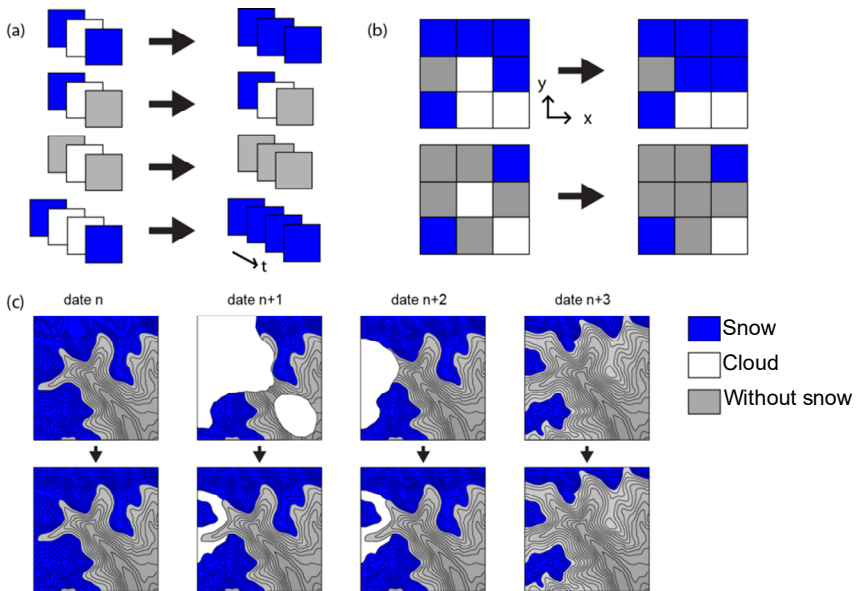 (a)
t
(b)
y
x
(c)
date n
date n+1
date n+2
date n+3
Snow
Cloud
Without snow